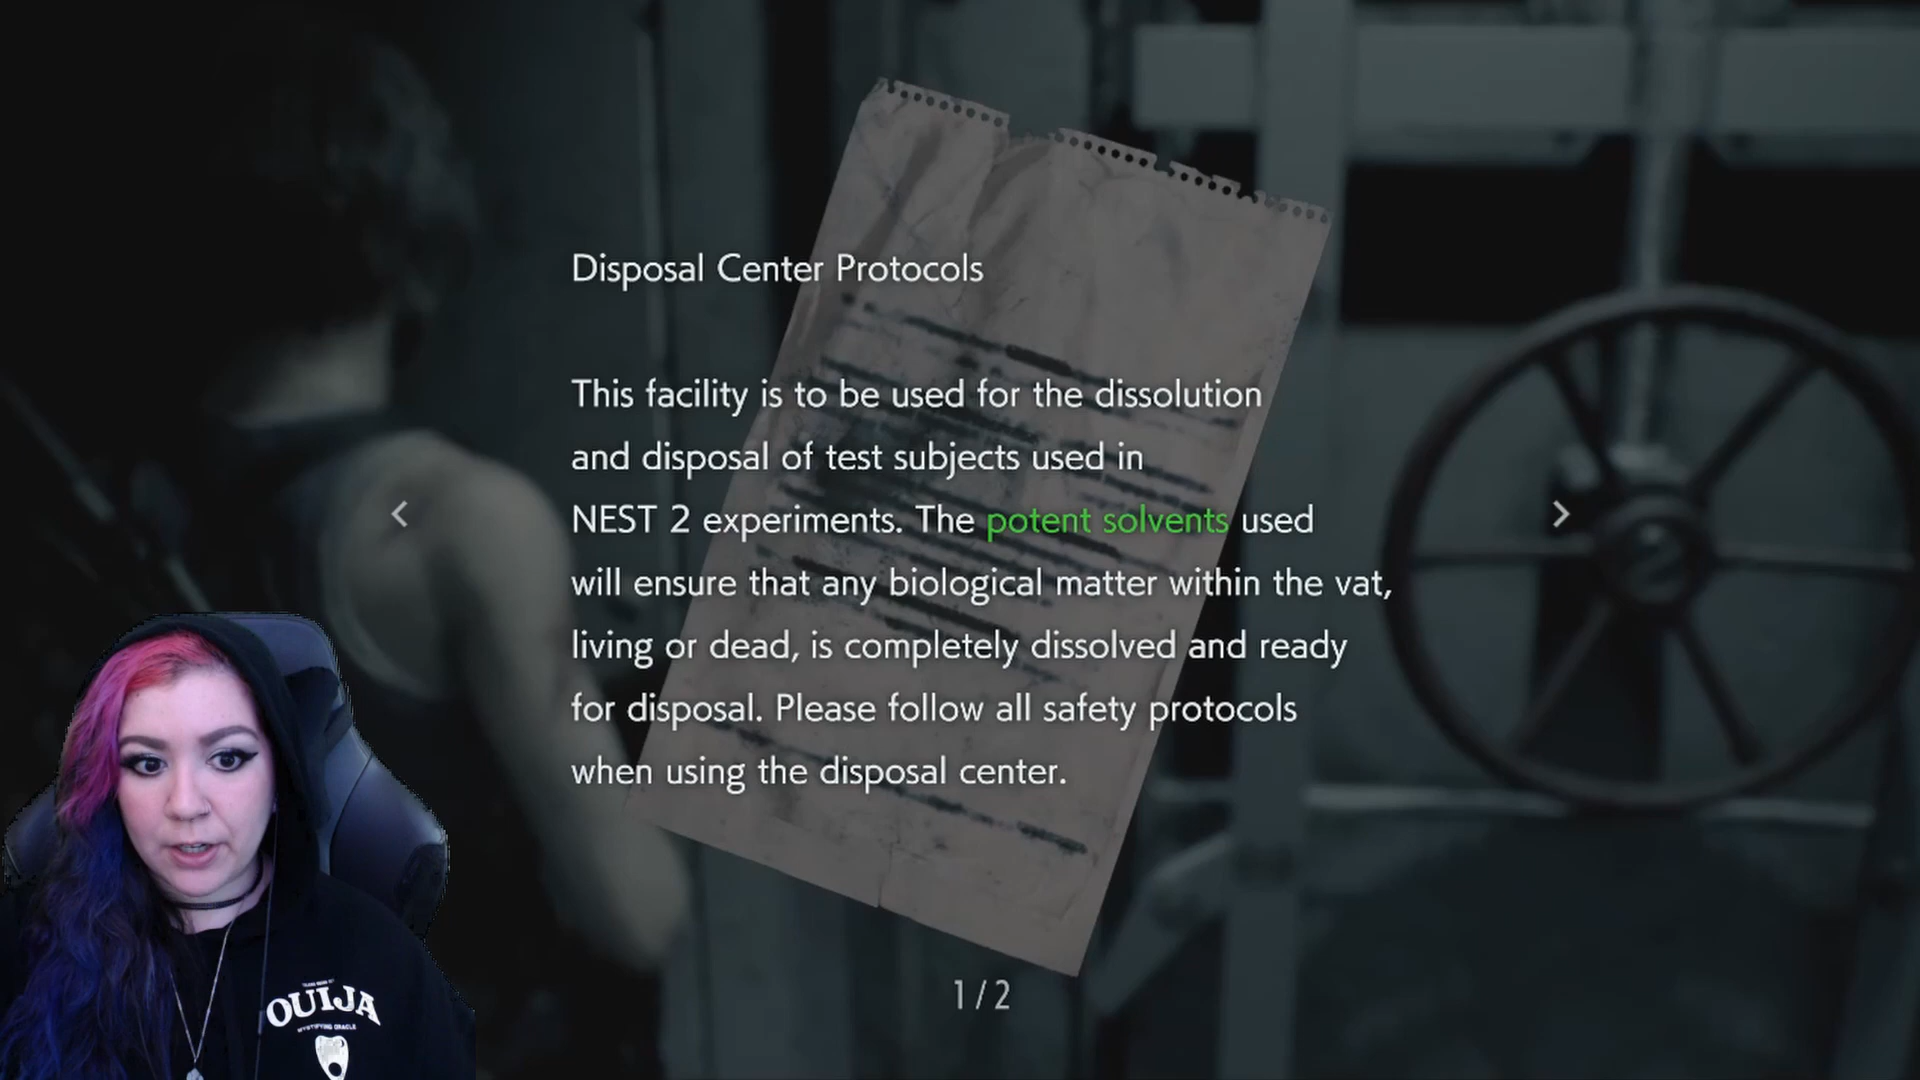 Disposal Center Protocols
This facility is to be used for the dissolution
and disposal of test subjects used in
NEST 2 experiments. The potent solvents used
will ensure that any biological matter within the vat,
living or dead, is completely dissolved and ready
for disposal. Please follow all safety protocols
when using the disposal center.
1/2
OUIJA
MYSTIFYING ORACLE